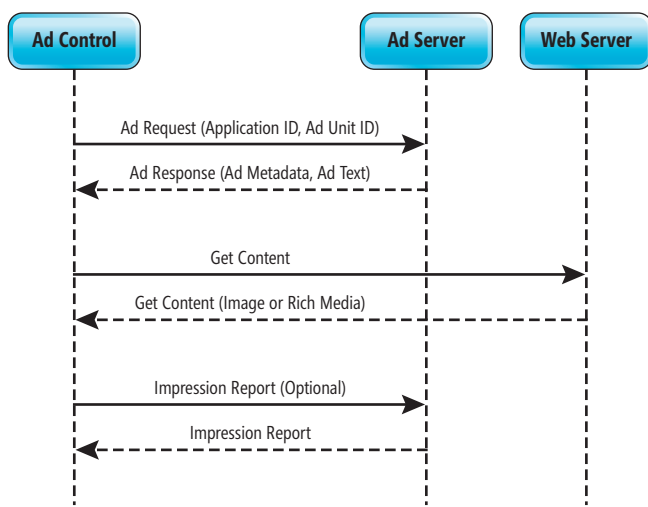 Ad Control
Ad Server
Web Server
Ad Request (Application ID, Ad Unit ID)
Ad Response (Ad Metadata, Ad Text)
Get Content
Get Content (Image or Rich Media)
Impression Report (Optional)
Impression Report